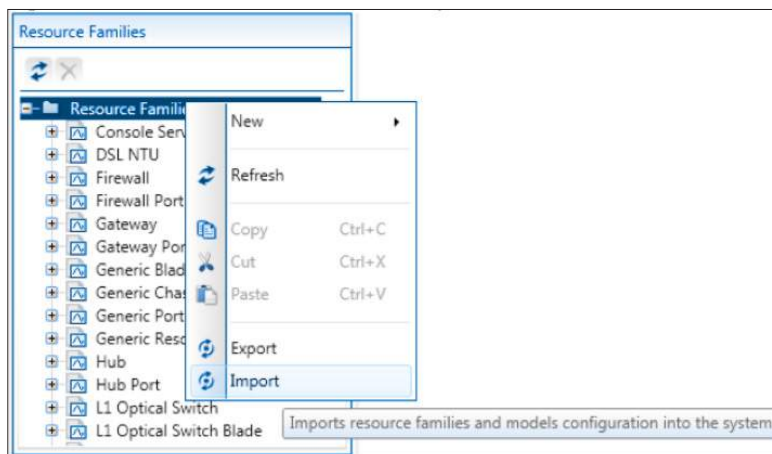 Resource Families
Resource Famili
Console Serv
DSL NTU
Firewall
Firewall Port
Gateway
Gateway Por
Generic Blad
Generic Chas
Generic Port
Generic Reso
Hub
Hub Port
L1 Optical Switch
L1 Optical Switch Blade
New
Refresh
Copy Ctrl+C
Cut Ctrl+X
Paste Ctrl+V
Export
Import
Imports resource families and models configuration into the system